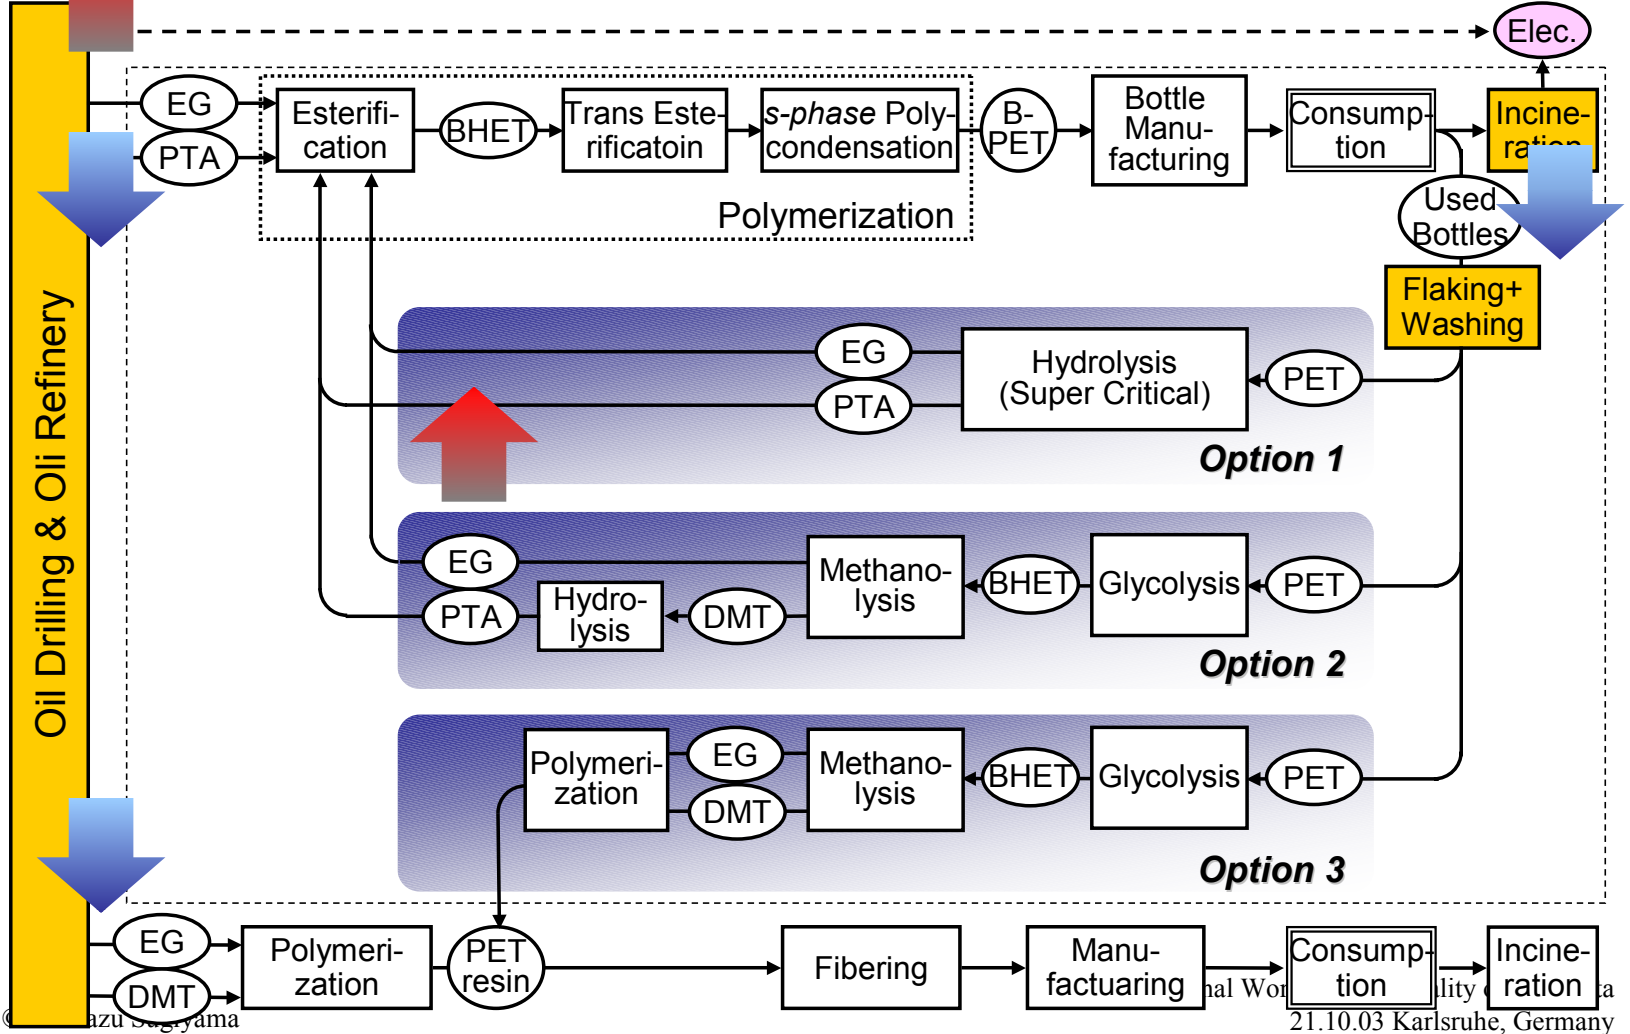 Elec.
EG
PTA
Esterifi-
cation
BHET
Trans Este-
rificatoin
s-phase Poly-
condensation
B-
PET
Bottle
Manu-
facturing
Consump-
tion
Incine-
ration
Polymerization
Used
Bottles
Flaking+
Washing
Oil Drilling & Oli Refinery
EG
PTA
Hydrolysis
(Super Critical)
PET
Option 1
EG
PTA
Hydro-
lysis
DMT
Methano-
lysis
BHET
Glycolysis
PET
Option 2
Polymeri-
zation
EG
DMT
Methano-
lysis
BHET
Glycolysis
PET
Option 3
EG
DMT
Polymeri-
zation
PET
resin
Fibering
Manu-
factuaring
Consump-
tion
Incine-
ration
21.10.03 Karlsruhe, Germany